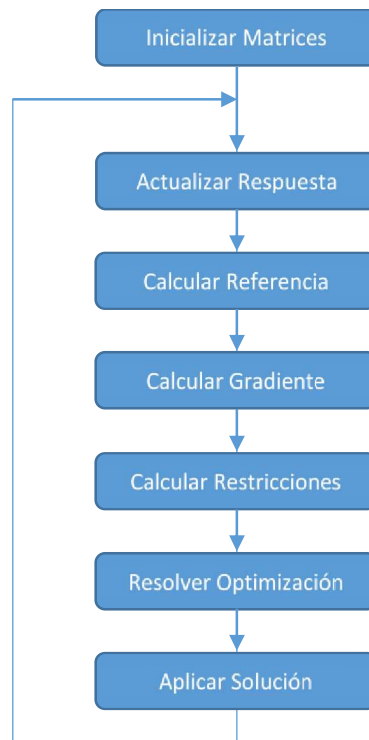 Inicializar Matrices
Actualizar Respuesta
Calcular Referencia
Calcular Gradiente
Calcular Restricciones
Resolver Optimización
Aplicar Solución